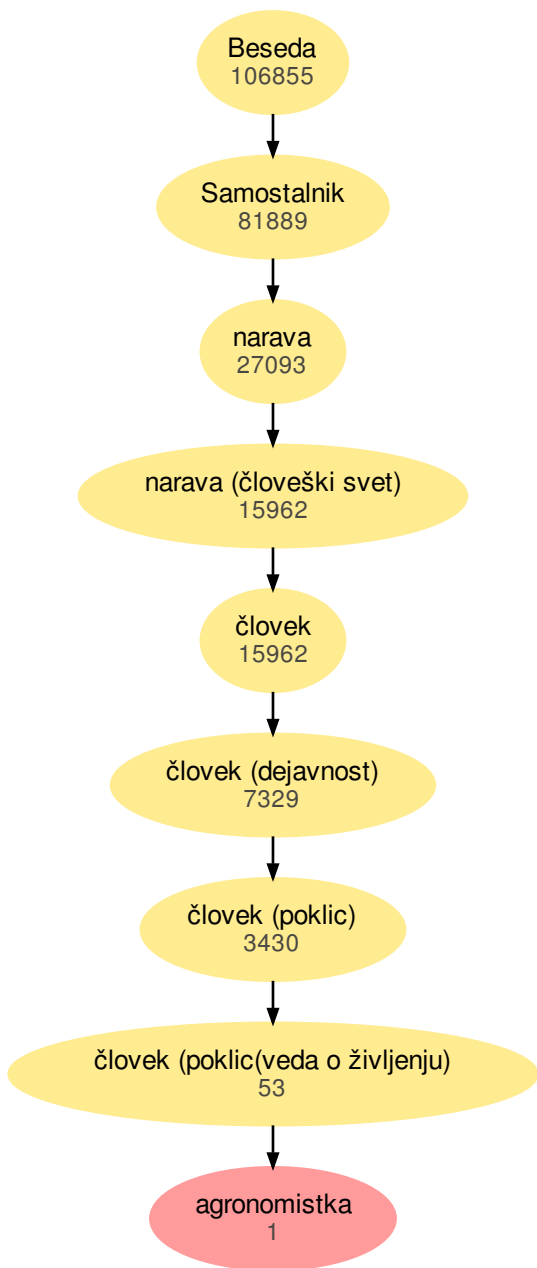 Beseda
106855
Samostalnik
81889
narava
27093
narava (človeški svet)
15962
človek
15962
človek (dejavnost)
7329
človek (poklic)
3430
človek (poklic(veda o življenju)
53
agronomistka
1